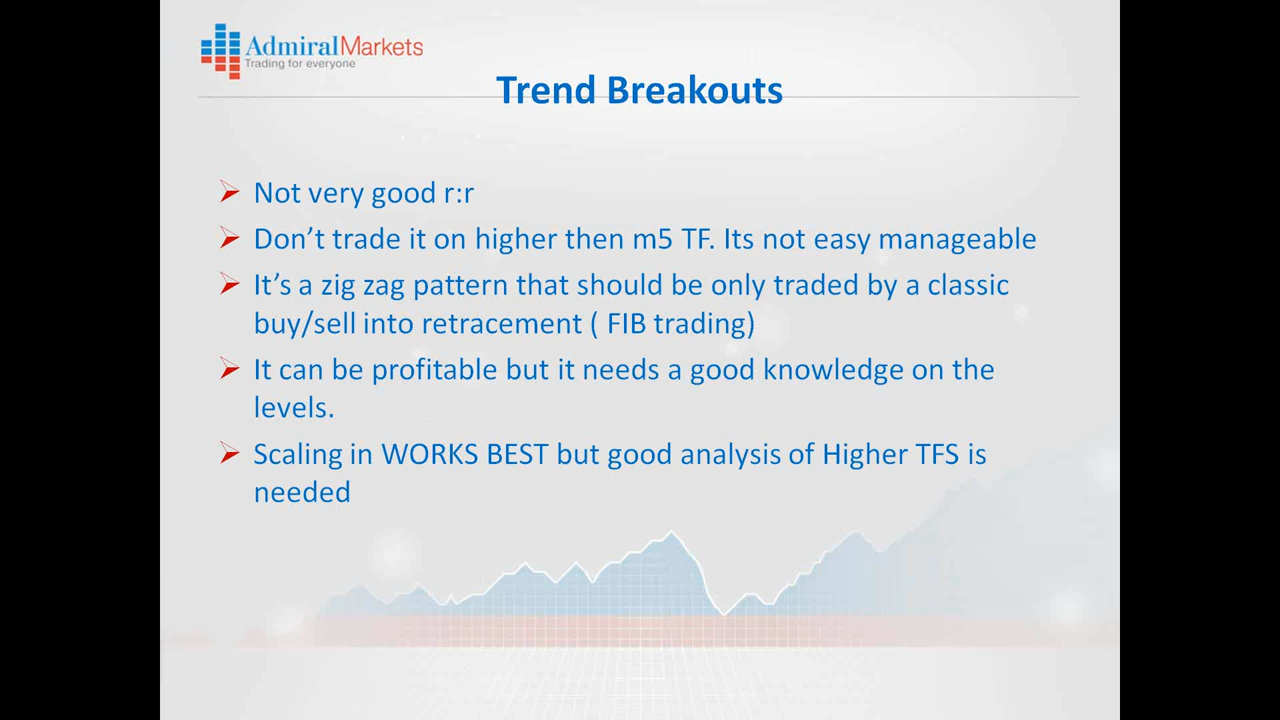 AdmiralMarkets
Trading for everyone
Trend Breakouts
Not very good r:r
Don’t trade it on higher then m5 TF. Its not easy manageable
It’s a zig zag pattern that should be only traded by a classic
buy/sell into retracement ( FIB trading)
It can be profitable but it needs a good knowledge on the
levels.
Scaling in WORKS BEST but good analysis of Higher TFS is
needed